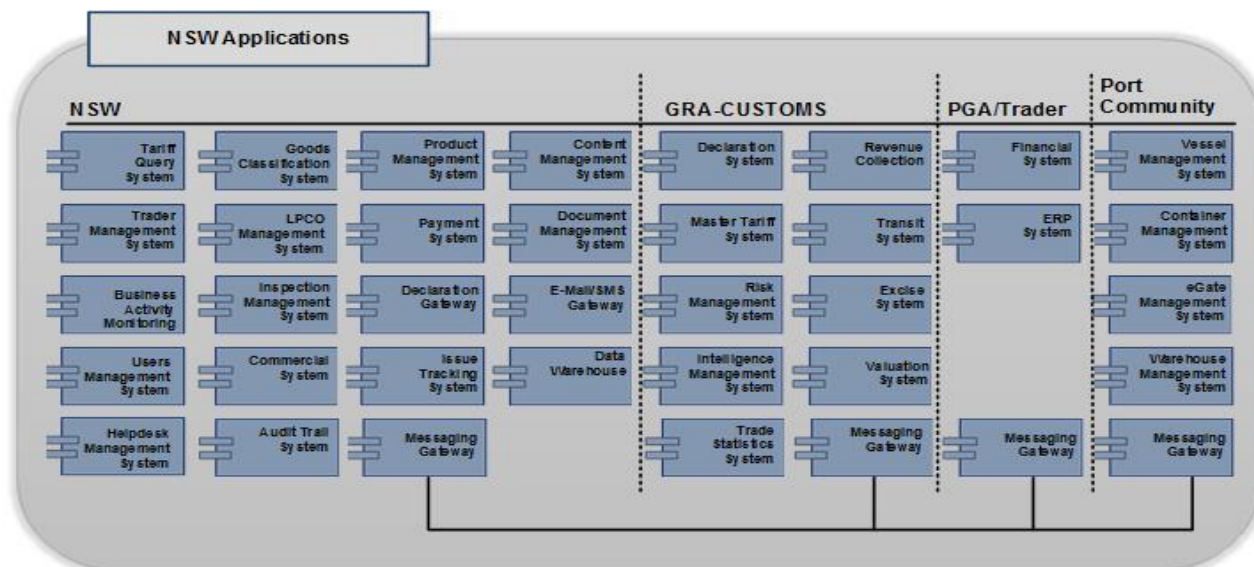 NSW Applications
NSW
GRA-CUSTOMS
PGA/Trader
Port
Community
Tariff
Query
System
Goods
Classification
System
Product
Management
System
Content
Management
System
Declaration
System
Revenue
Collection
Financial
System
Vessel
Management
System
Trader
Management
System
LPCO
Management
System
Payment
System
Document
Management
System
Master Tariff
System
Transit
System
ERP
System
Container
Management
System
Business
Activity
Monitoring
Inspection
Management
System
Declaration
Gateway
E-Mail/SMS
Gateway
Risk
Management
System
Excise
System
eGate
Management
System
Users
Management
System
Commercial
System
Issue
Tracking
System
Data
Warehouse
Intelligence
Management
System
Valuation
System
Warehouse
Management
System
Helpdesk
Management
System
Audit Trail
System
Messaging
Gateway
Trade
Statistics
System
Messaging
Gateway
Messaging
Gateway
Messaging
Gateway